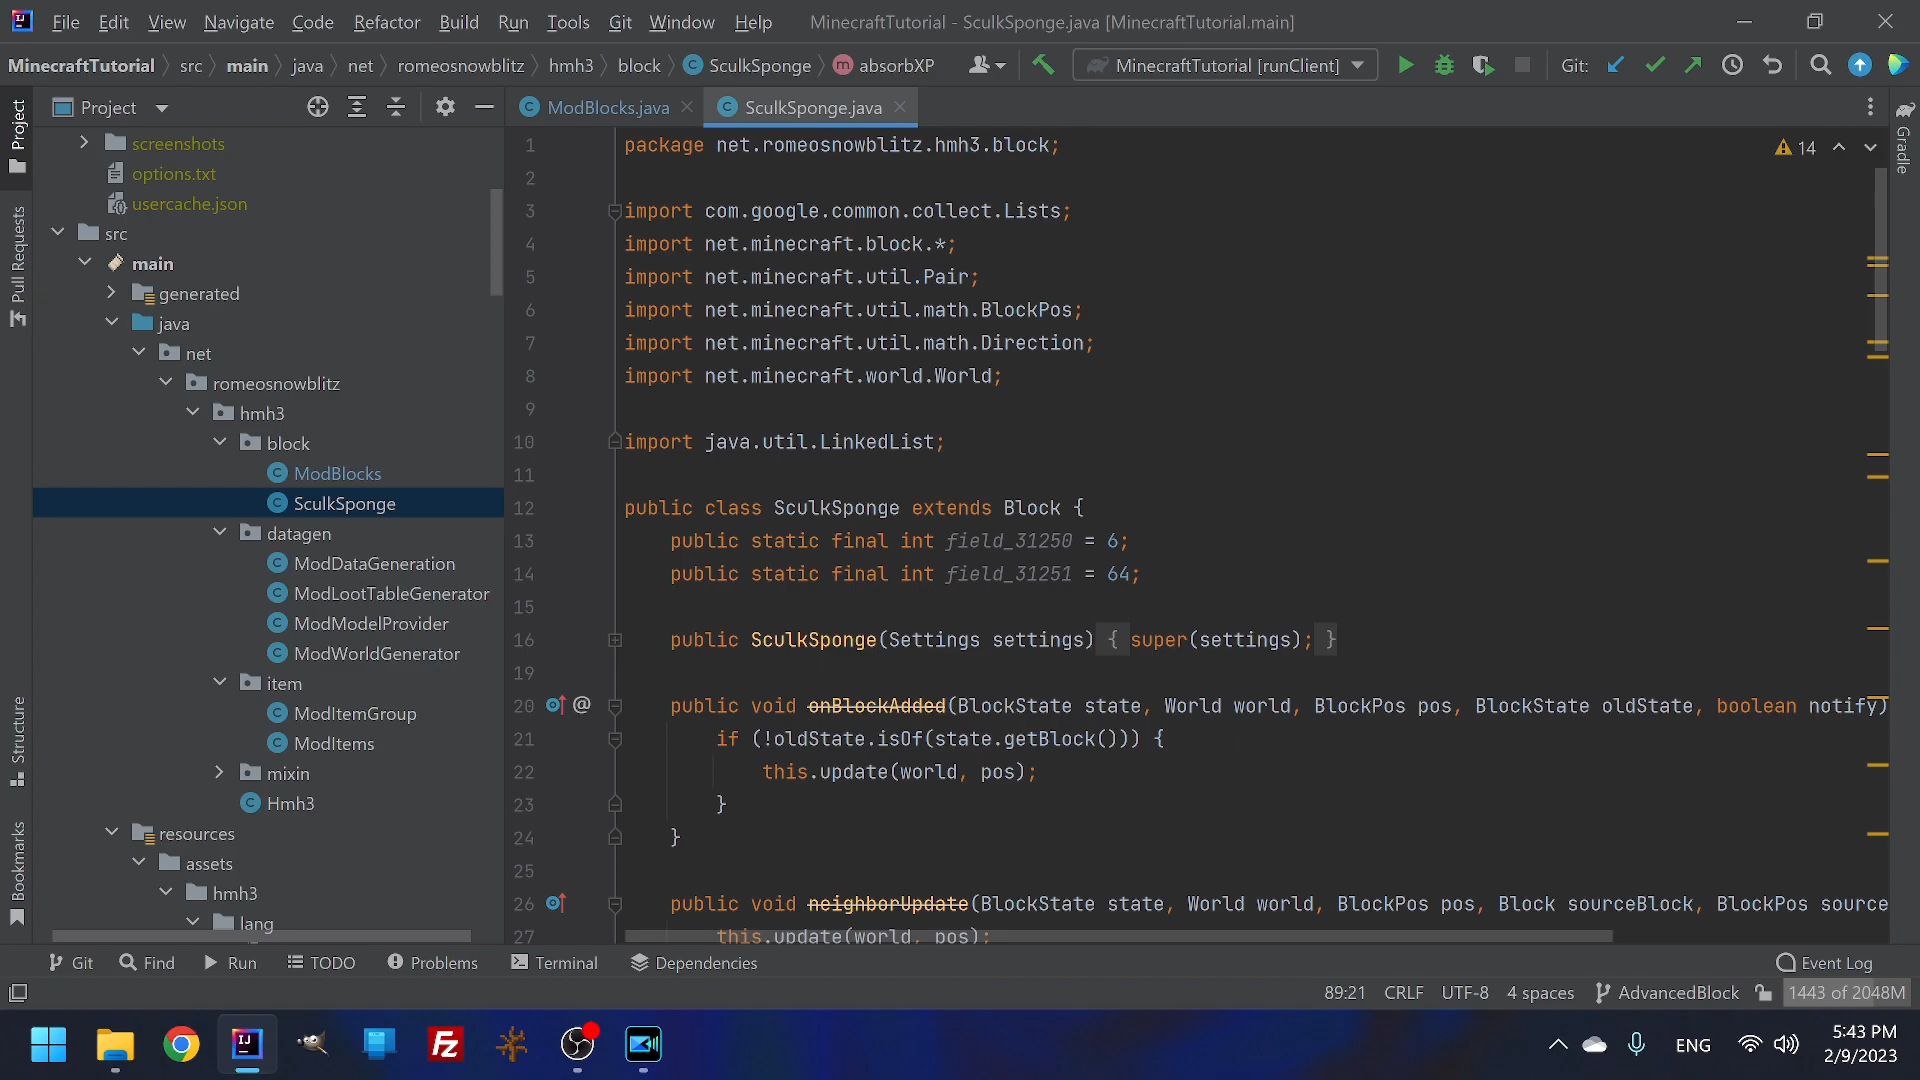 File Edit View Navigate Code Refactor Build Run Tools Git Window Help MinecraftTutorial - SculkSponge.java [MinecraftTutorial.main]
MinecraftTutorial src main java net romeosnowblitz hmh3 block SculkSponge absorbXP MinecraftTutorial [runClient] Git:
Project ModBlocks.java SculkSponge.java
Project
Pull Requests
Structure
Bookmarks
screenshots
options.txt
usercache.json
src
main
generated
java
net
romeosnowblitz
hmh3
block
ModBlocks
SculkSponge
datagen
ModDataGeneration
ModLootTableGenerator
ModModelProvider
ModWorldGenerator
item
ModItemGroup
ModItems
mixin
Hmh3
resources
assets
hmh3
lang
1 package net.romeosnowblitz.hmh3.block;
2
3 import com.google.common.collect.Lists;
4 import net.minecraft.block.*;
5 import net.minecraft.util.Pair;
6 import net.minecraft.util.math.BlockPos;
7 import net.minecraft.util.math.Direction;
8 import net.minecraft.world.World;
9
10 import java.util.LinkedList;
11
12 public class SculkSponge extends Block {
13 public static final int field_31250 = 6;
14 public static final int field_31251 = 64;
15
16 public SculkSponge(Settings settings) { super(settings); }
19
20 @ public void onBlockAdded(BlockState state, World world, BlockPos pos, BlockState oldState, boolean notify)
21 if (!oldState.isOf(state.getBlock())) {
22 this.update(world, pos);
23 }
24 }
25
26 public void neighborUpdate(BlockState state, World world, BlockPos pos, Block sourceBlock, BlockPos source
27 this.update(world, pos);
14
Gradle
Git Find Run TODO Problems Terminal Dependencies Event Log
89:21 CRLF UTF-8 4 spaces AdvancedBlock 1443 of 2048M
IJ
Fz
ENG
5:43 PM
2/9/2023